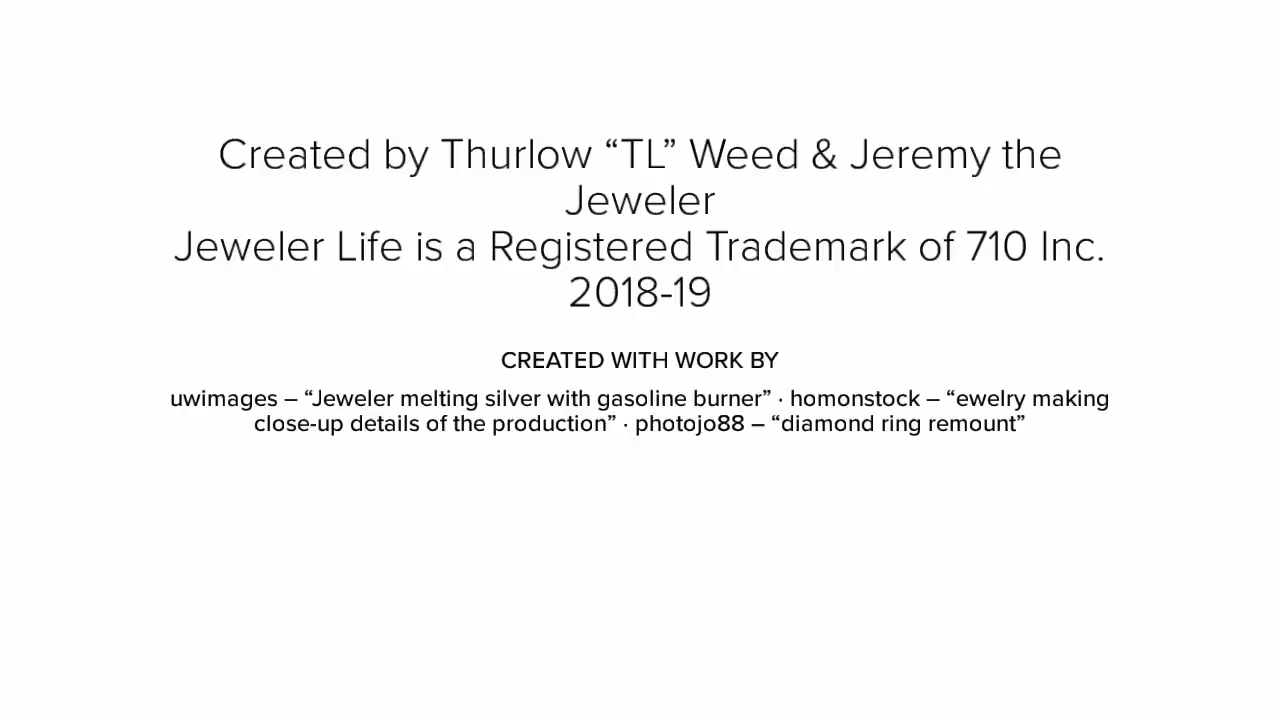 Created by Thurlow “TL” Weed & Jeremy the
Jeweler
Jeweler Life is a Registered Trademark of 710 Inc.
2018-19
CREATED WITH WORK BY
uwimages – “Jeweler melting silver with gasoline burner” · homonstock – “ewelry making
close-up details of the production” · photojo88 – “diamond ring remount”